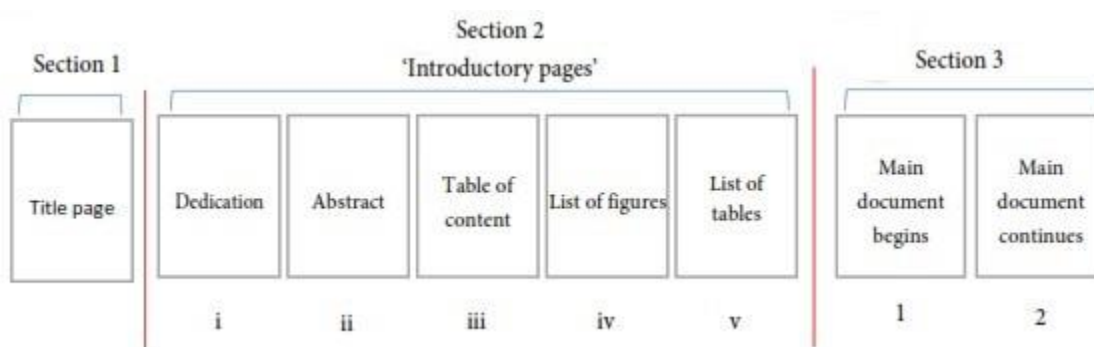 Section 1
Section 2
'Introductory pages'
Section 3
Title page
Dedication
Abstract
Table of
content
List of figures
List of
tables
Main
document
begins
Main
document
continues
i
ii
iii
iv
v
1
2